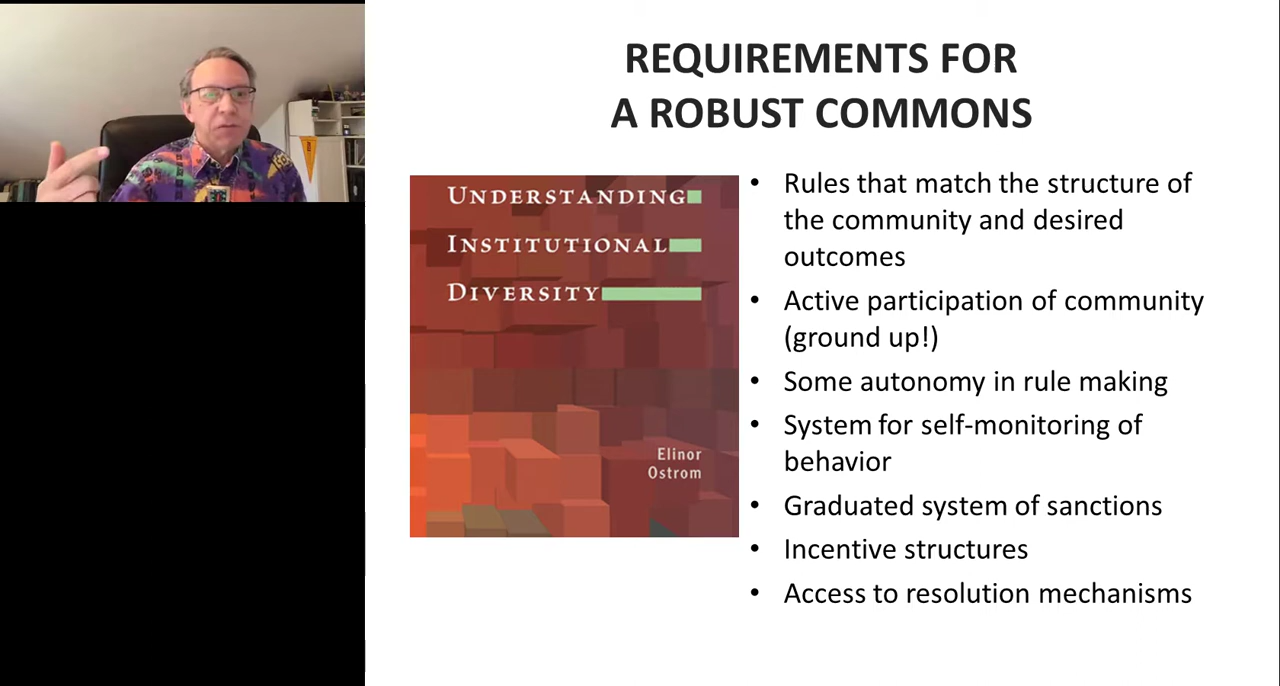 REQUIREMENTS FOR
A ROBUST COMMONS
UNDERSTANDING
INSTITUTIONAL
DIVERSITY
Elinor
Ostrom
• Rules that match the structure of
the community and desired
outcomes
• Active participation of community
(ground up!)
• Some autonomy in rule making
• System for self-monitoring of
behavior
• Graduated system of sanctions
• Incentive structures
• Access to resolution mechanisms